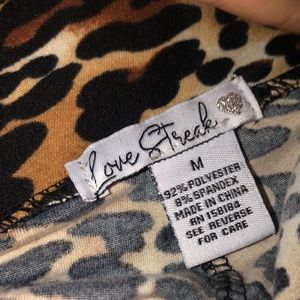 Love Streak
M
92% POLYESTER
8% SPANDEX
MADE IN CHINA
RN 158184
SEE REVERSE
FOR CARE